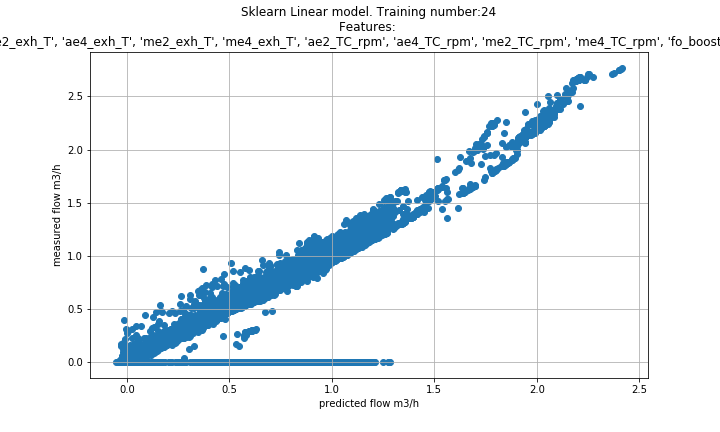 Sklearn Linear model. Training number:24
Features:
e2_exh_T', 'ae4_exh_T', 'me2_exh_T', 'me4_exh_T', 'ae2_TC_rpm', 'ae4_TC_rpm', 'me2_TC_rpm', 'me4_TC_rpm', 'fo_boost
measured flow m3/h
2.5
2.0
1.5
1.0
0.5
0.0
0.0 0.5 1.0 1.5 2.0 2.5
predicted flow m3/h